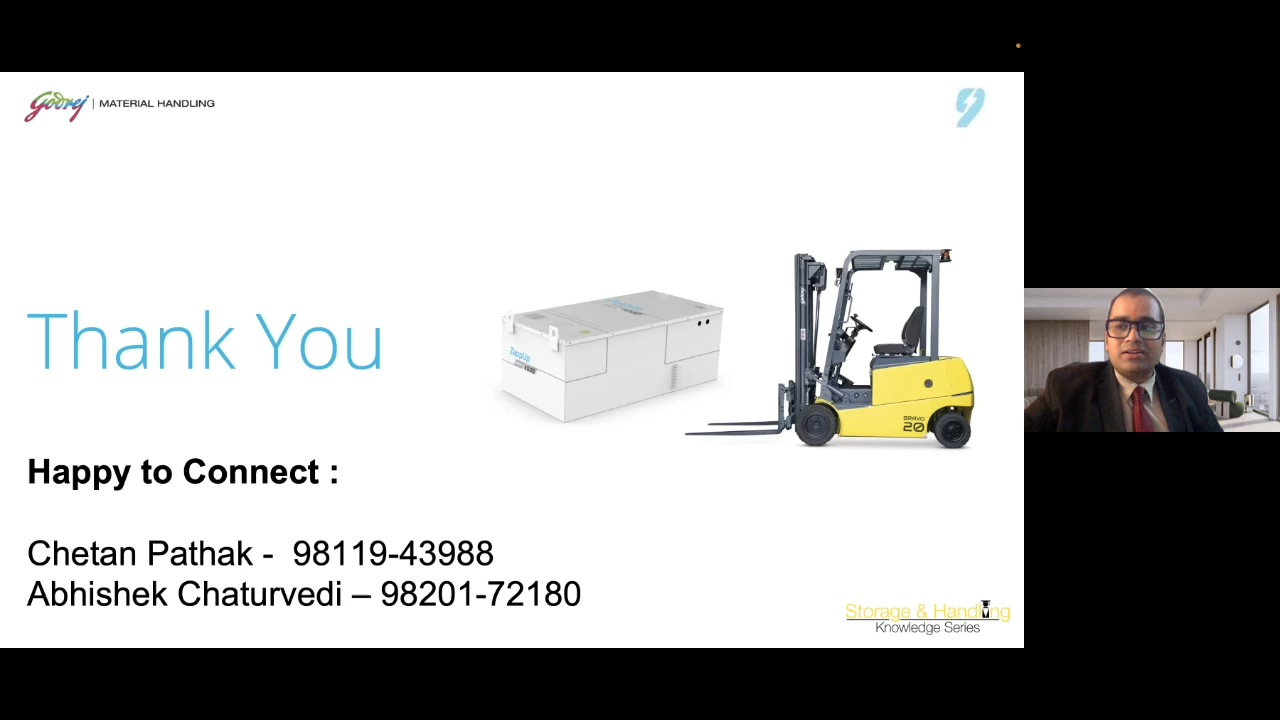 Godrej | MATERIAL HANDLING
Thank You
ZappUp
BRAVO
20
Happy to Connect :
Chetan Pathak - 98119-43988
Abhishek Chaturvedi – 98201-72180
Storage & Handling
Knowledge Series